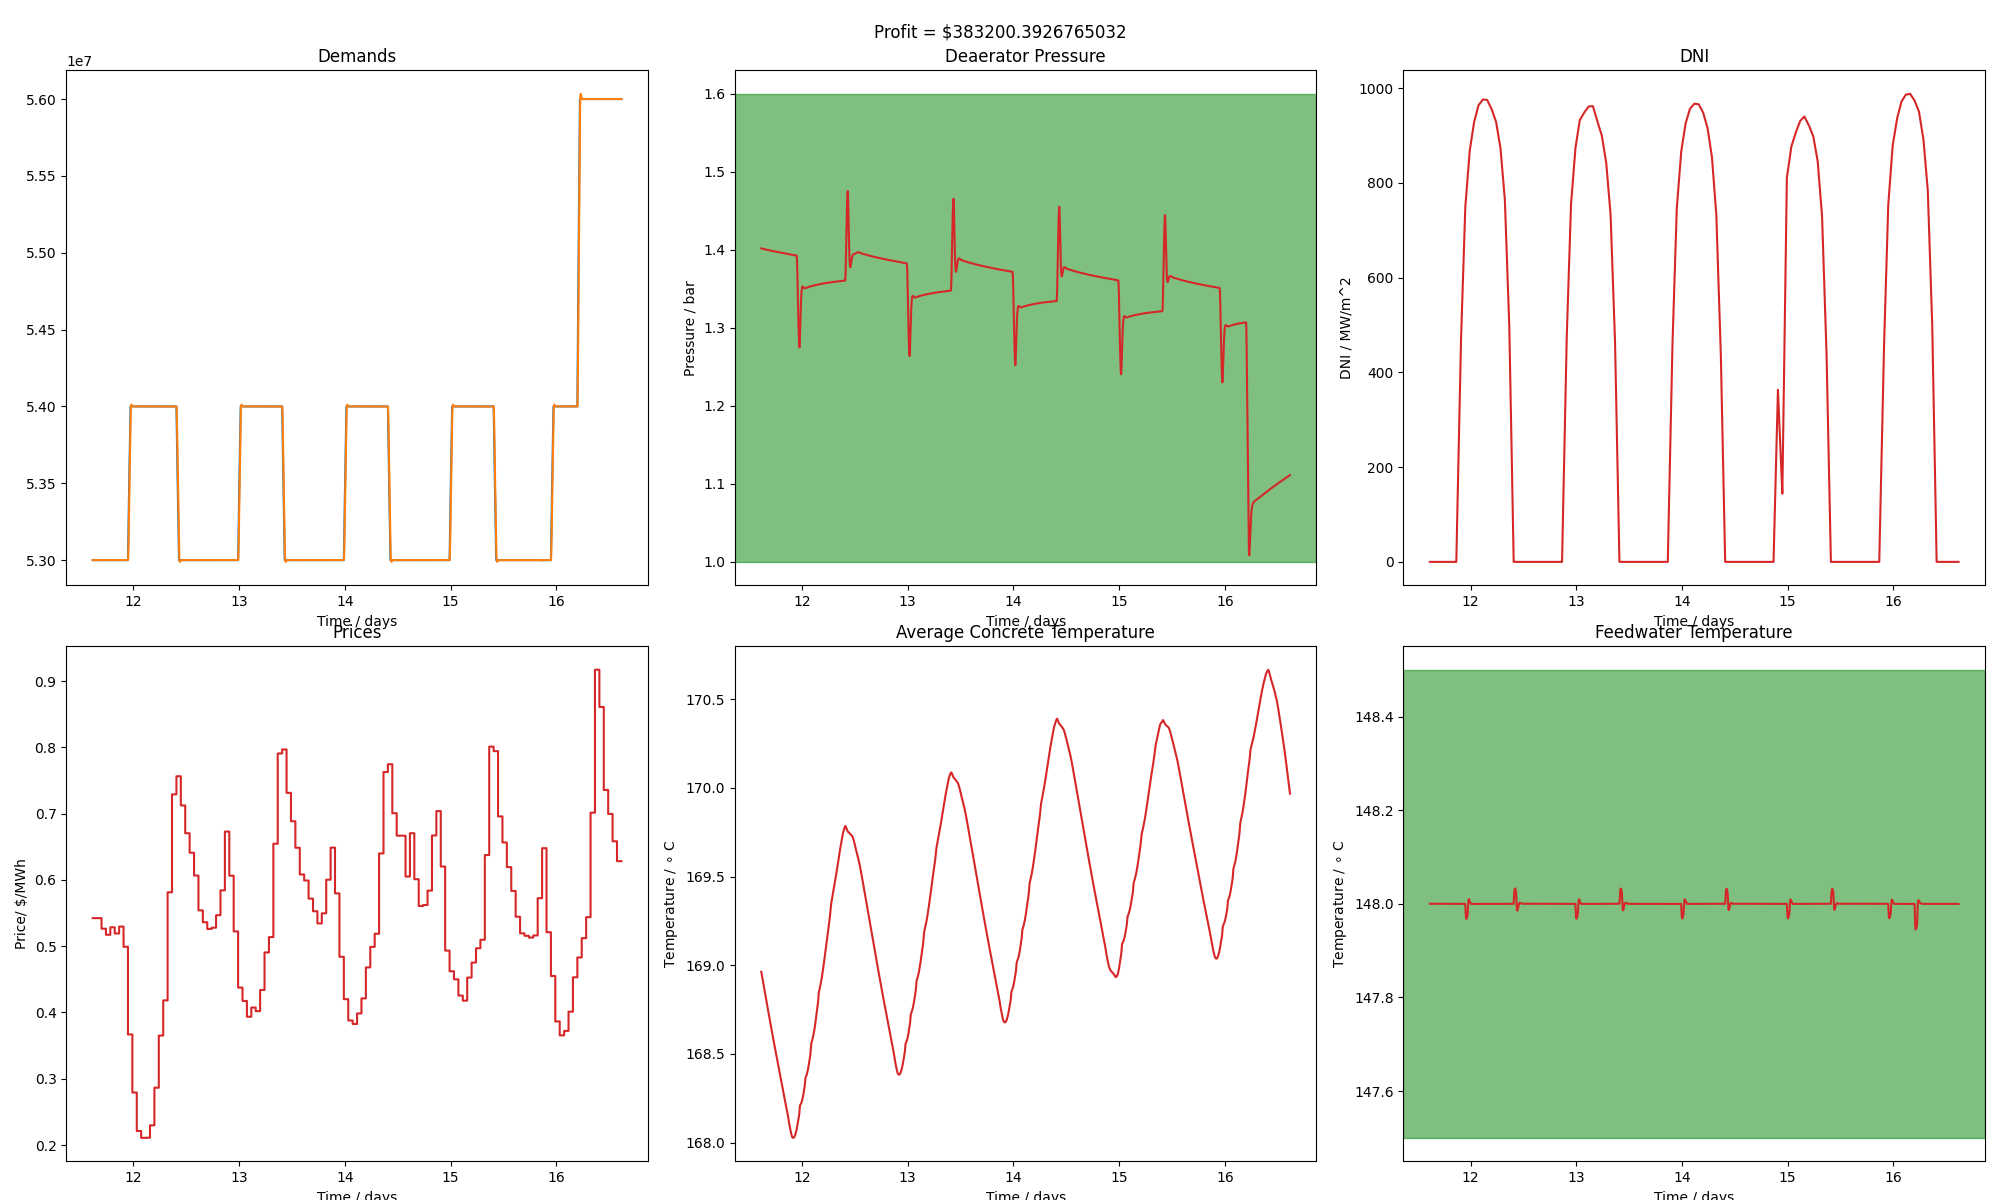 Profit = $383200.3926765032
Demands
1e7
5.60
5.55
5.50
5.45
5.40
5.35
5.30
12 13 14 15 16
Time / days
Deaerator Pressure
Pressure / bar
1.6
1.5
1.4
1.3
1.2
1.1
1.0
12 13 14 15 16
Time / days
DNI
DNI / MW/m^2
1000
800
600
400
200
0
12 13 14 15 16
Time / days
Prices
Price/ $/MWh
0.9
0.8
0.7
0.6
0.5
0.4
0.3
0.2
12 13 14 15 16
Time / days
Average Concrete Temperature
Temperature / ∘ C
170.5
170.0
169.5
169.0
168.5
168.0
12 13 14 15 16
Time / days
Feedwater Temperature
Temperature / ∘ C
148.4
148.2
148.0
147.8
147.6
12 13 14 15 16
Time / days